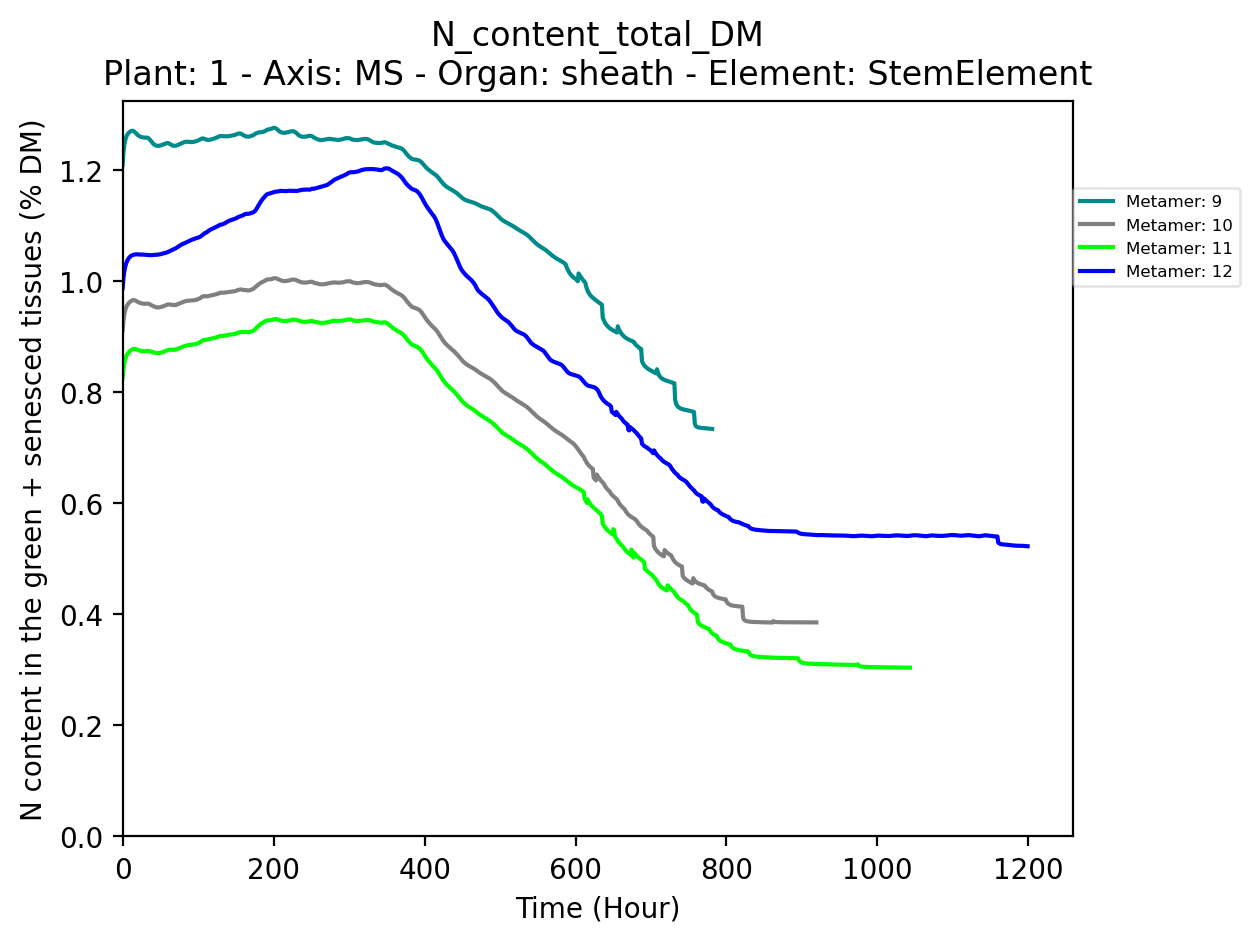 N_content_total_DM
Plant: 1 - Axis: MS - Organ: sheath - Element: StemElement
N content in the green + senesced tissues (% DM)
1.2
1.0
0.8
0.6
0.4
0.2
0.0
0 200 400 600 800 1000 1200
Time (Hour)
Metamer: 9
Metamer: 10
Metamer: 11
Metamer: 12